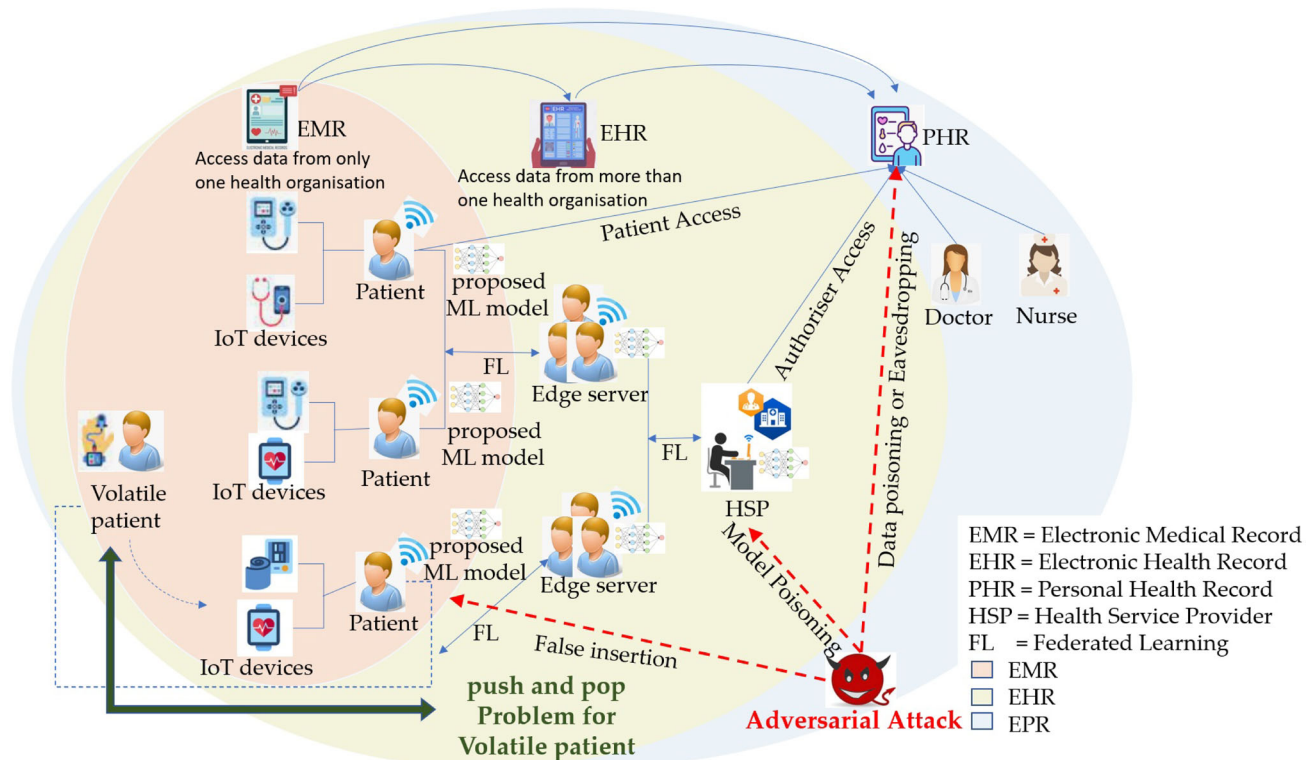 EMR
Access data from only
one health organisation
EHR
Access data from more than
one health organisation
PHR
Patient Access
Authoriser Access
Data poisoning or Eavesdropping
Doctor
Nurse
Patient
IoT devices
proposed
ML model
FL
Edge server
Patient
IoT devices
proposed
ML model
FL
HSP
Volatile
patient
Patient
IoT devices
proposed
ML model
Edge server
FL
False insertion
Model Poisoning
Adversarial Attack
push and pop
Problem for
Volatile patient
EMR = Electronic Medical Record
EHR = Electronic Health Record
PHR = Personal Health Record
HSP = Health Service Provider
FL = Federated Learning
EMR
EHR
EPR